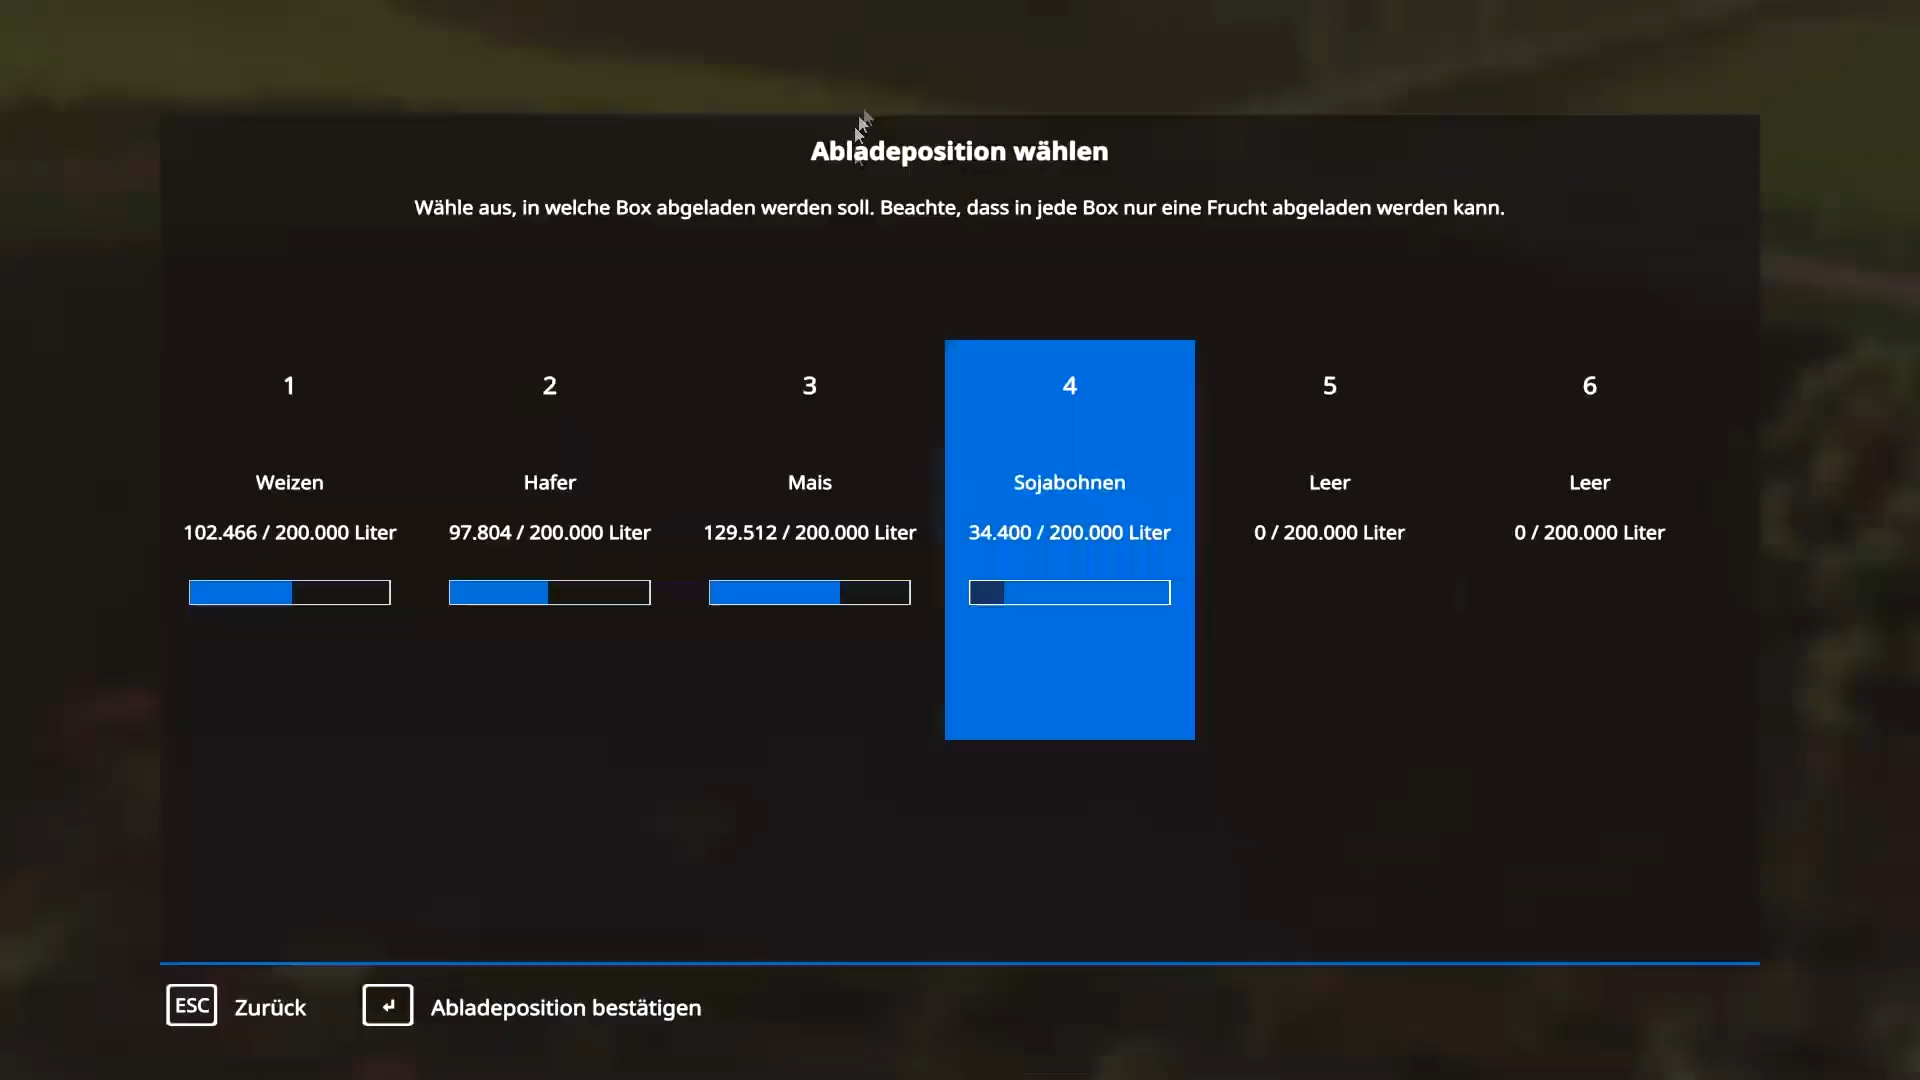 Abladeposition wählen
Wähle aus, in welche Box abgeladen werden soll. Beachte, dass in jede Box nur eine Frucht abgeladen werden kann.
1 2 3 4 5 6
Weizen Hafer Mais Sojabohnen Leer Leer
102.466 / 200.000 Liter 97.804 / 200.000 Liter 129.512 / 200.000 Liter 34.400 / 200.000 Liter 0 / 200.000 Liter 0 / 200.000 Liter
ESC Zurück ↵ Abladeposition bestätigen